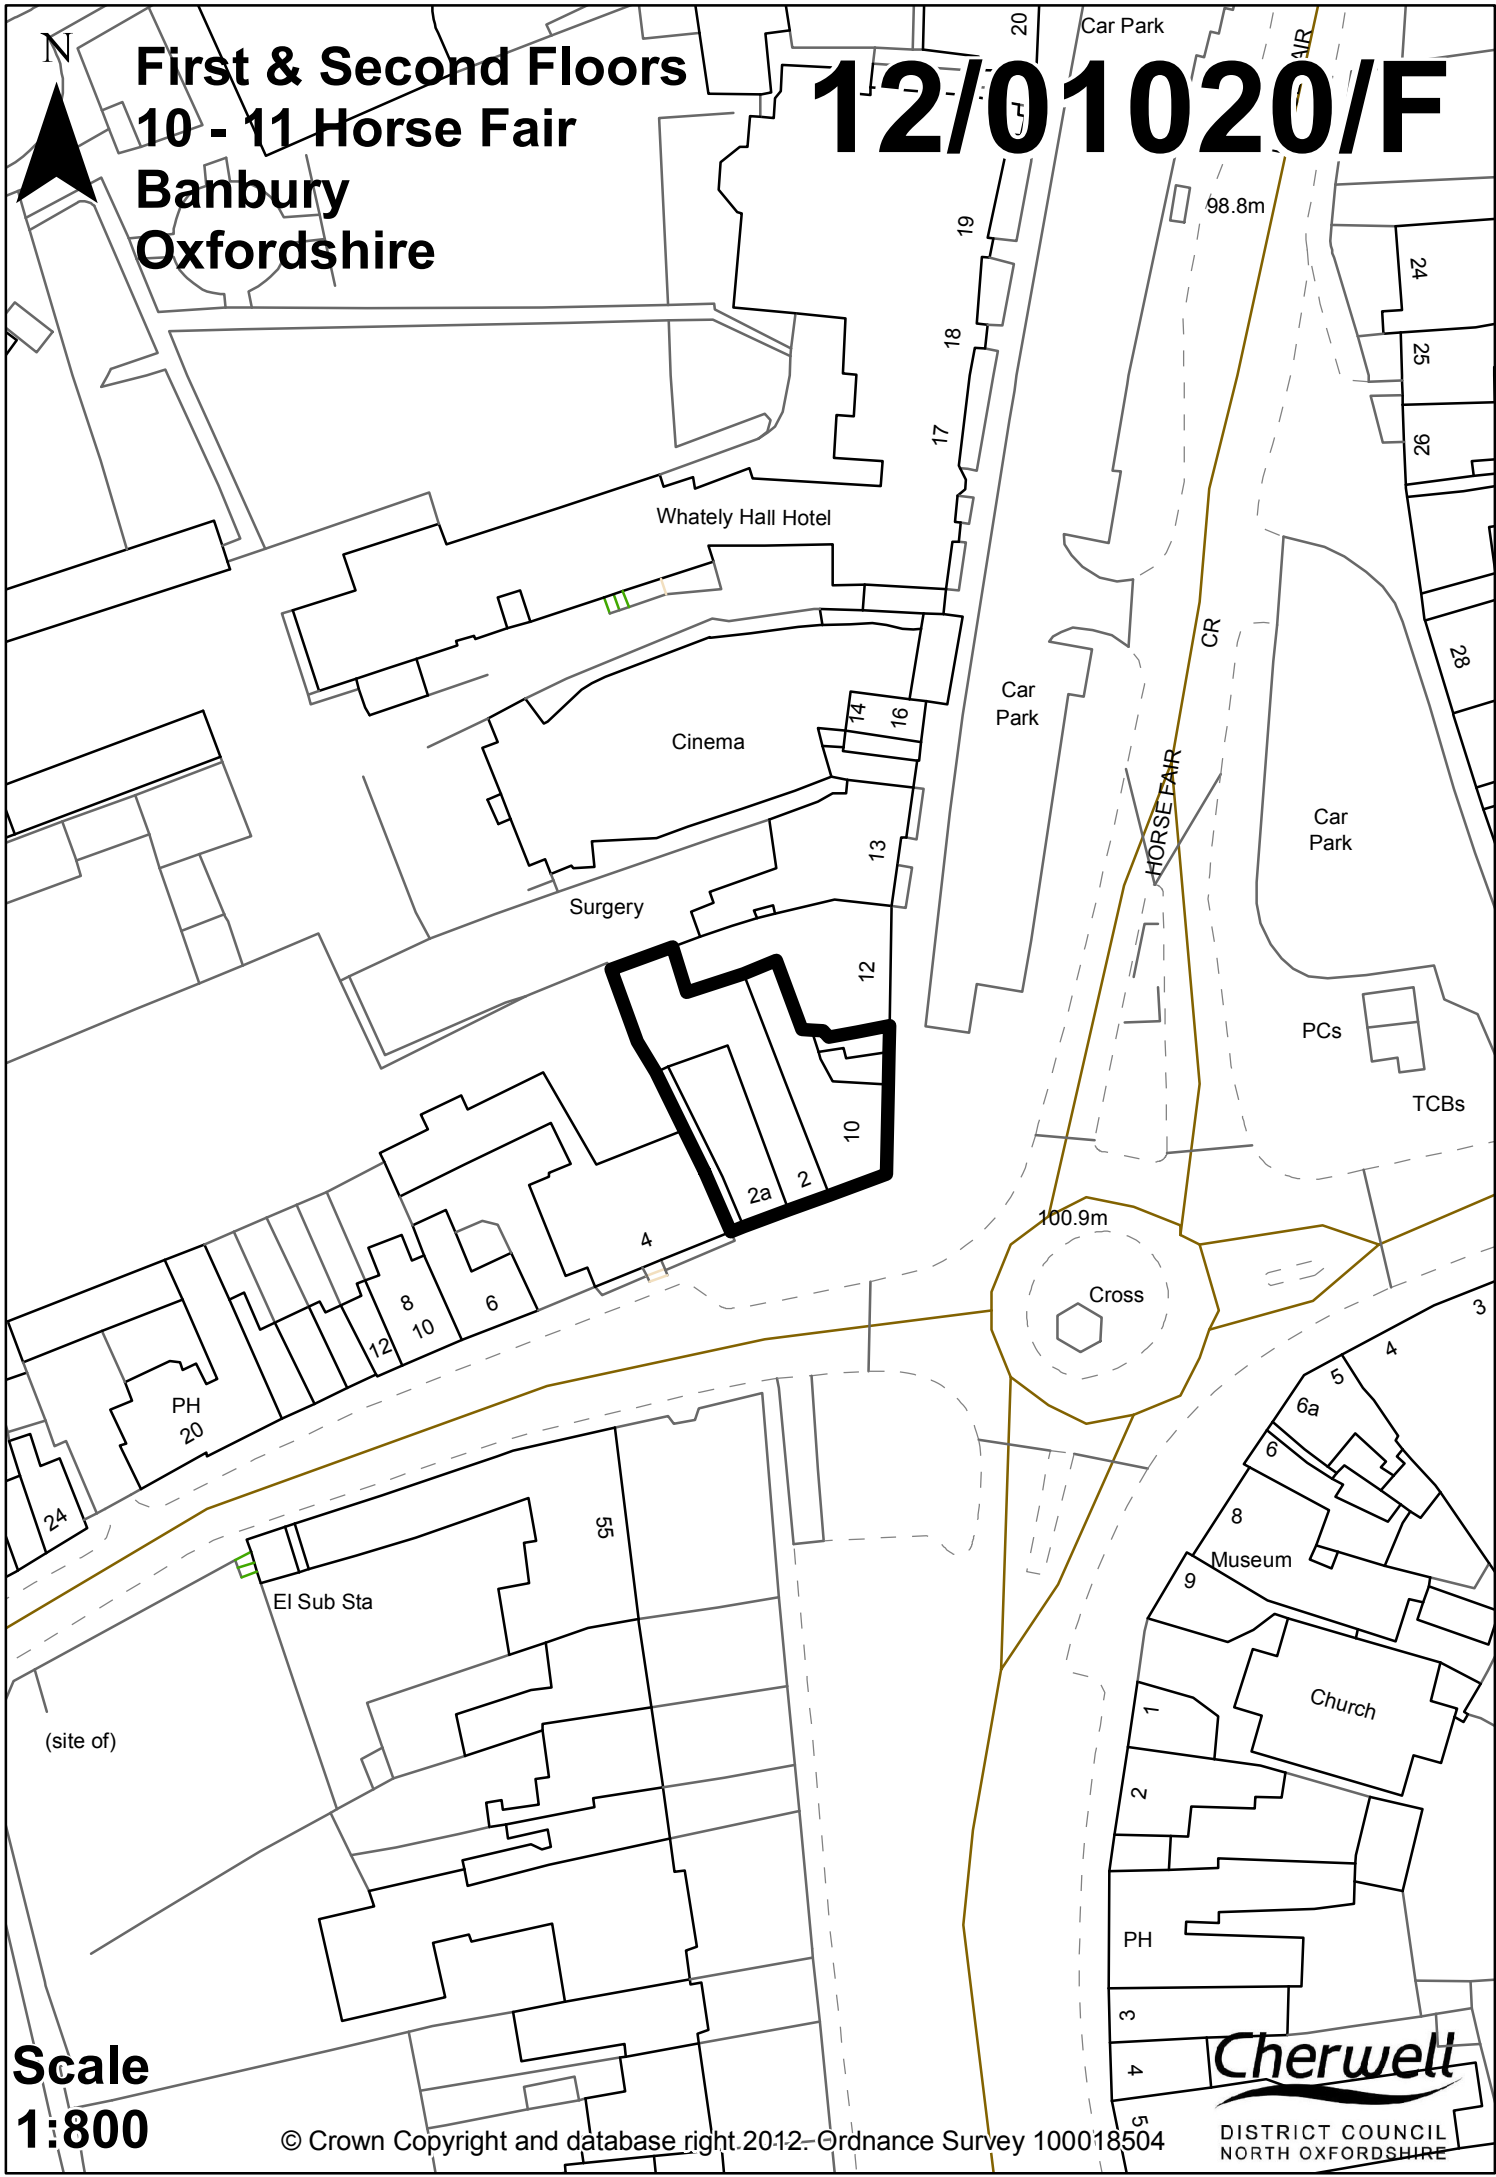 N
First & Second Floors
10 - 11 Horse Fair
Banbury
Oxfordshire
12/01020/F
20
Car Park
AIR
98.8m
19
18
17
24
25
26
28
Whately Hall Hotel
CR
Car
Park
14
16
Cinema
HORSE FAIR
Car
Park
13
Surgery
12
PCs
TCBs
10
2
2a
4
100.9m
Cross
8
10
6
12
PH
20
24
3
4
5
6a
6
8
Museum
9
55
El Sub Sta
(site of)
Church
1
2
PH
3
4
5
Scale
1:800
© Crown Copyright and database right 2012. Ordnance Survey 100018504
Cherwell
DISTRICT COUNCIL
NORTH OXFORDSHIRE